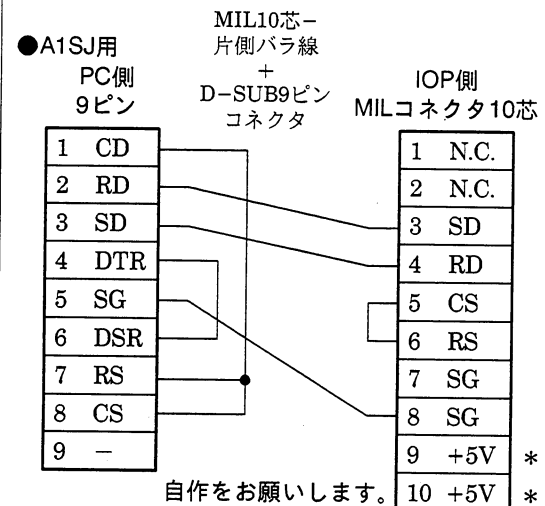 MIL10芯−
片側バラ線
+
D−SUB9ピン
コネクタ
●A1SJ用
PC側
9ピン
1 CD
2 RD
3 SD
4 DTR
5 SG
6 DSR
7 RS
8 CS
9 −
IOP側
MILコネクタ10芯
1 N.C.
2 N.C.
3 SD
4 RD
5 CS
6 RS
7 SG
8 SG
9 +5V *
10 +5V *
自作をお願いします。